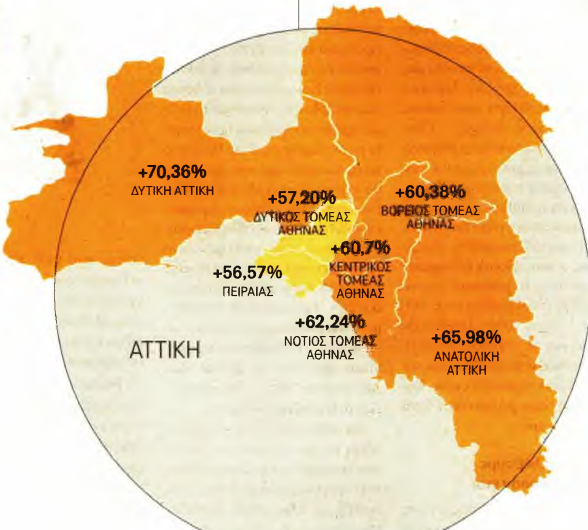 +70,36%
ΔΥΤΙΚΗ ΑΤΤΙΚΗ
+57,20%
ΔΥΤΙΚΟΣ ΤΟΜΕΑΣ
ΑΘΗΝΑΣ
+60,38%
ΒΟΡΕΙΟΣ ΤΟΜΕΑΣ
ΑΘΗΝΑΣ
+60,7%
ΚΕΝΤΡΙΚΟΣ
ΤΟΜΕΑΣ
ΑΘΗΝΑΣ
+56,57%
ΠΕΙΡΑΙΑΣ
+62,24%
ΝΟΤΙΟΣ ΤΟΜΕΑΣ
ΑΘΗΝΑΣ
+65,98%
ΑΝΑΤΟΛΙΚΗ
ΑΤΤΙΚΗ
ΑΤΤΙΚΗ